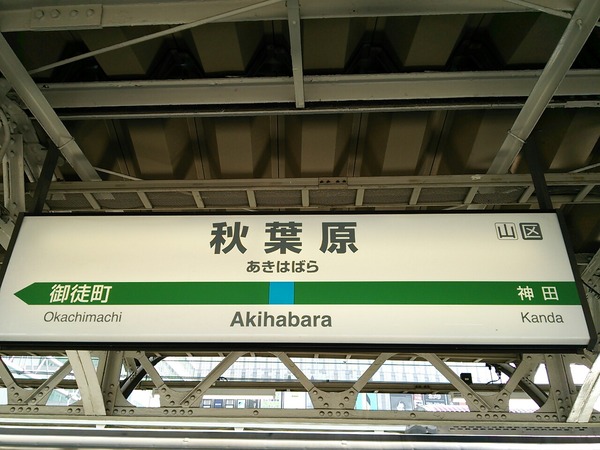 秋葉原
山区
あきはばら
御徒町
神田
Okachimachi
Akihabara
Kanda